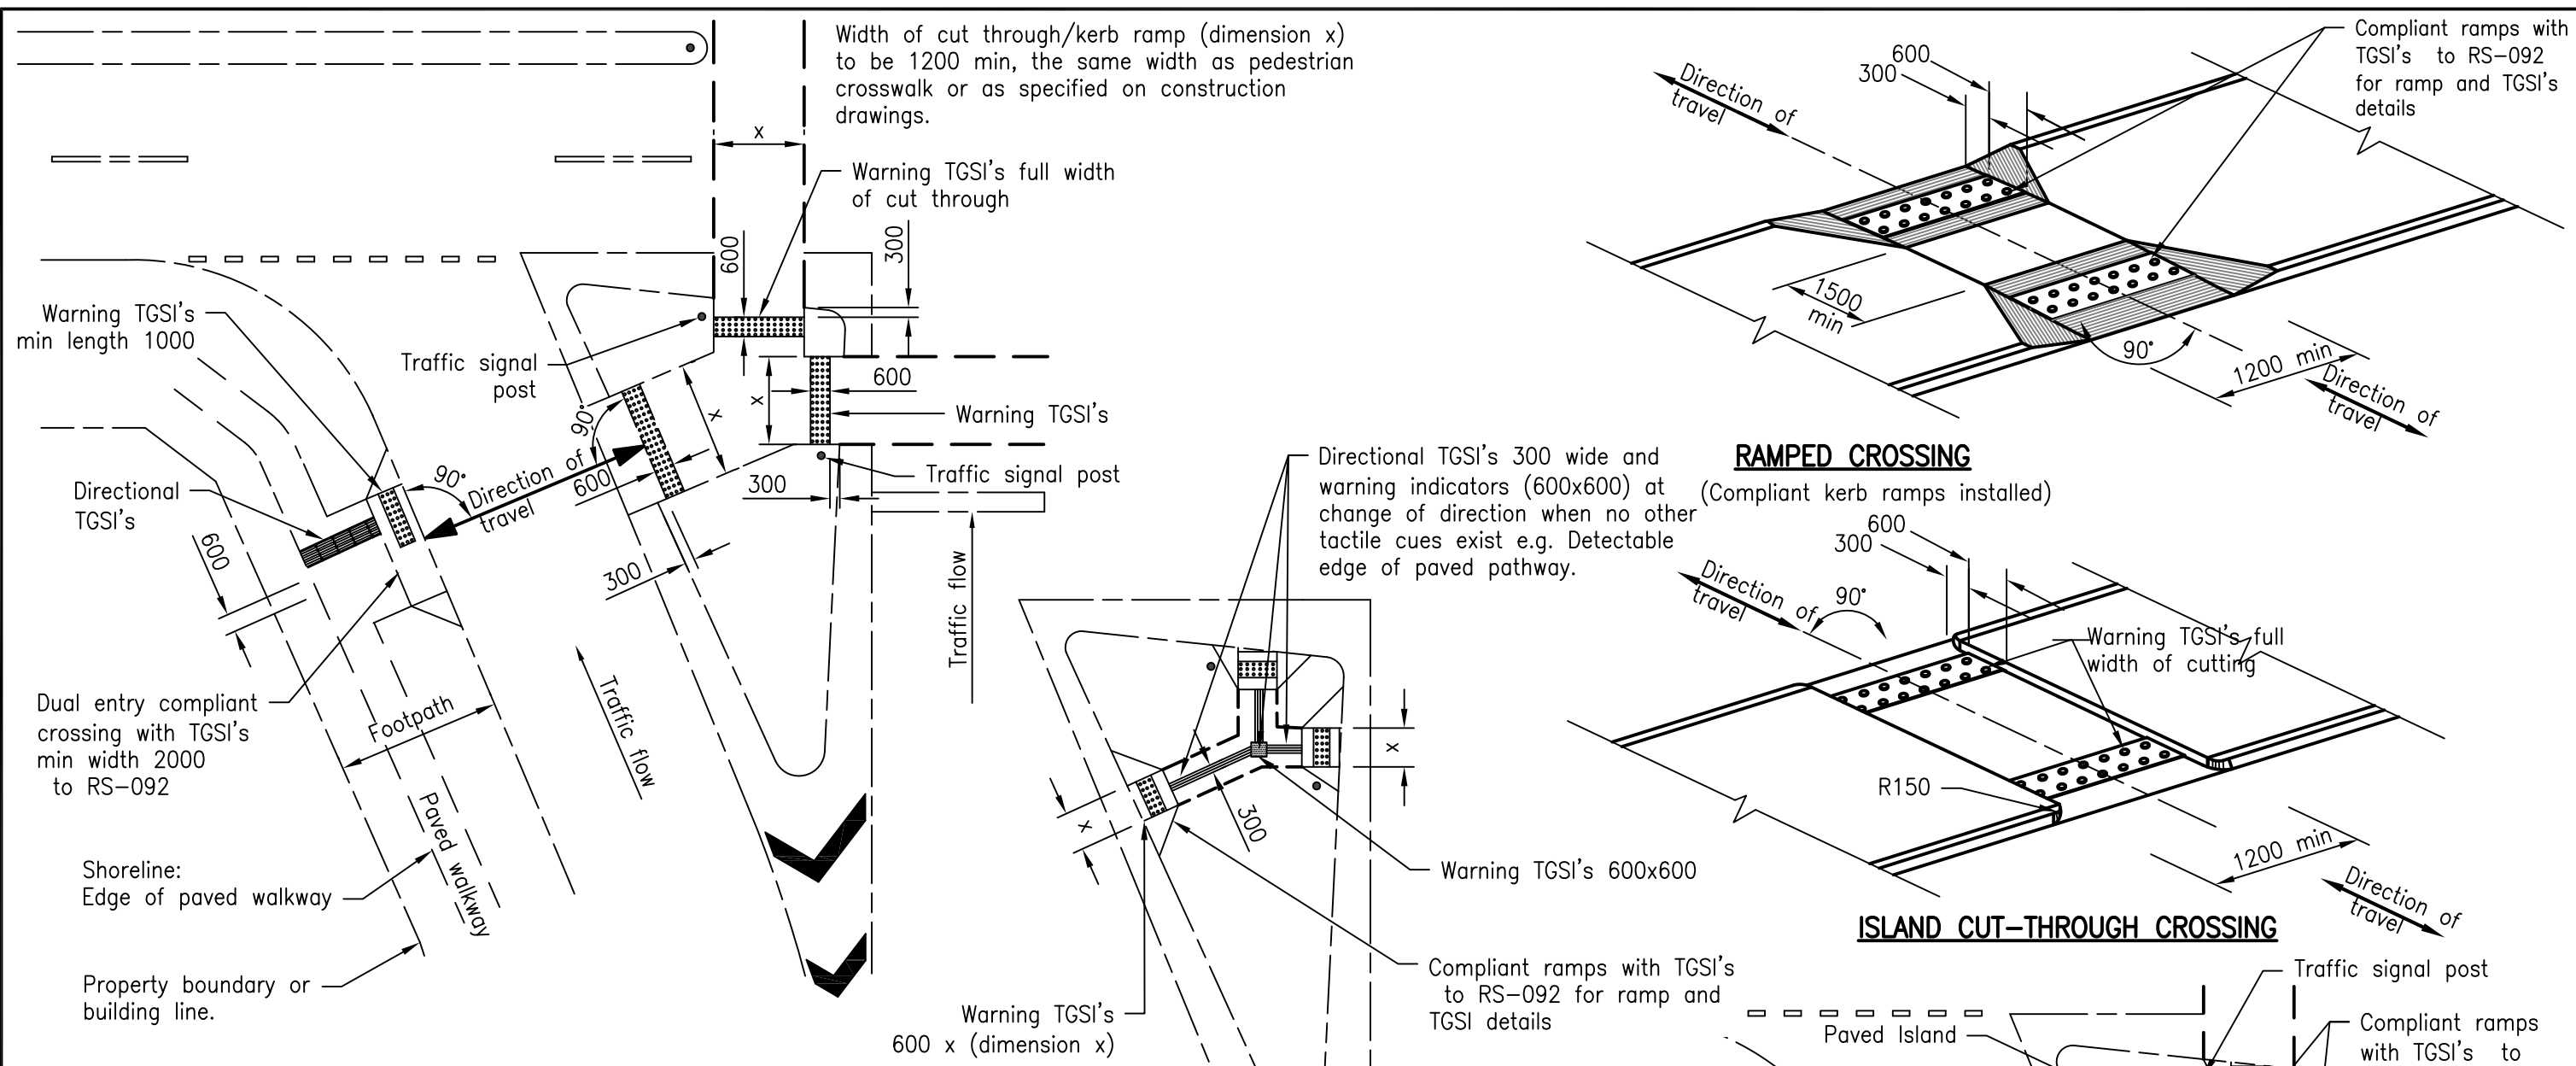 Width of cut through/kerb ramp (dimension x)
to be 1200 min, the same width as pedestrian
crosswalk or as specified on construction
drawings.
x
Warning TGSI's full width
of cut through
600
300
Warning TGSI's
min length 1000
Traffic signal
post
x
600
Warning TGSI's
90°
x
Traffic signal post
300
Directional
TGSI's
90°
Direction of
travel
600
600
300
Traffic flow
Dual entry compliant
crossing with TGSI's
min width 2000
to RS-092
Footpath
Traffic flow
Paved walkway
Shoreline:
Edge of paved walkway
Property boundary or
building line.
Directional TGSI's 300 wide and
warning indicators (600x600) at
change of direction when no other
tactile cues exist e.g. Detectable
edge of paved pathway.
x
x
300
Warning TGSI's 600x600
Compliant ramps with TGSI's
to RS-092 for ramp and
TGSI details
Warning TGSI's
600 x (dimension x)
Compliant ramps with
TGSI's to RS-092
for ramp and TGSI's
details
600
300
Direction of
travel
1500
min
90°
1200 min
Direction of
travel
RAMPED CROSSING
(Compliant kerb ramps installed)
600
300
Direction of
travel
90°
Warning TGSI's full
width of cutting
R150
1200 min
Direction of
travel
ISLAND CUT-THROUGH CROSSING
Traffic signal post
Paved Island
Compliant ramps
with TGSI's to